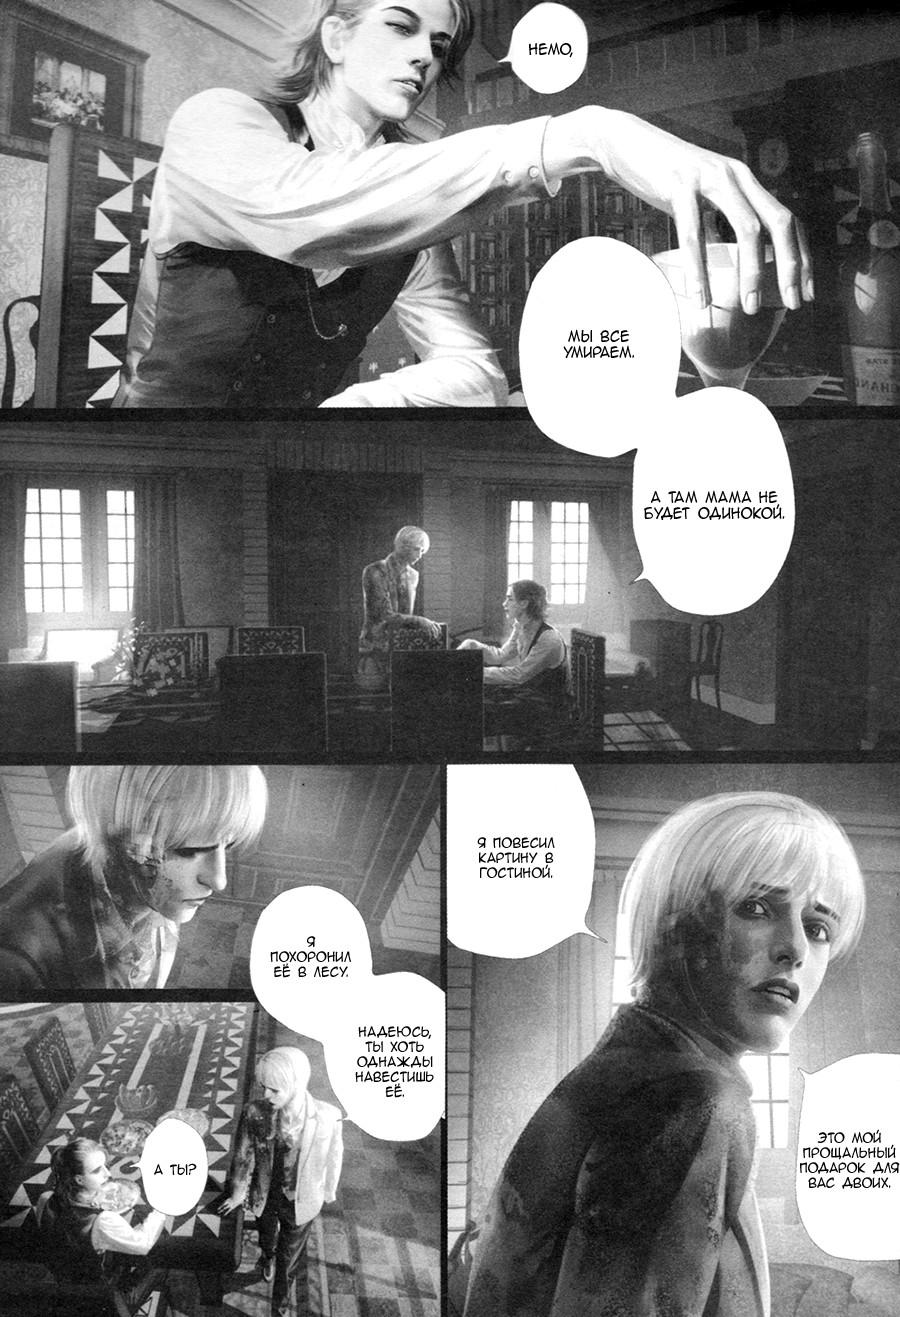 НЕМО,
МЫ ВСЕ
УМИРАЕМ.
А ТАМ МАМА НЕ
БУДЕТ ОДИНОКОЙ.
Я
ПОХОРОНИЛ
ЕЁ В ЛЕСУ.
НАДЕЮСЬ,
ТЫ ХОТЬ
ОДНАЖДЫ
НАВЕСТИШЬ
ЕЁ.
А ТЫ?
Я ПОВЕСИЛ
КАРТИНУ В
ГОСТИНОЙ.
ЭТО МОЙ
ПРОЩАЛЬНЫЙ
ПОДАРОК ДЛЯ
ВАС ДВОИХ.